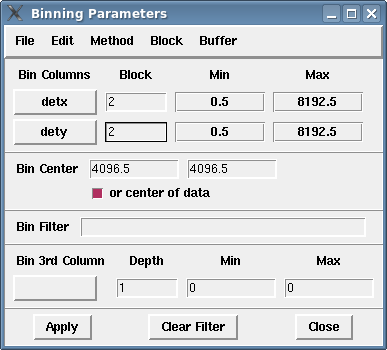 Binning Parameters
File Edit Method Block Buffer
Bin Columns Block Min Max
detx 2 0.5 8192.5
dety 2 0.5 8192.5
Bin Center 4096.5 4096.5
or center of data
Bin Filter
Bin 3rd Column Depth Min Max
1 0 0
Apply Clear Filter Close